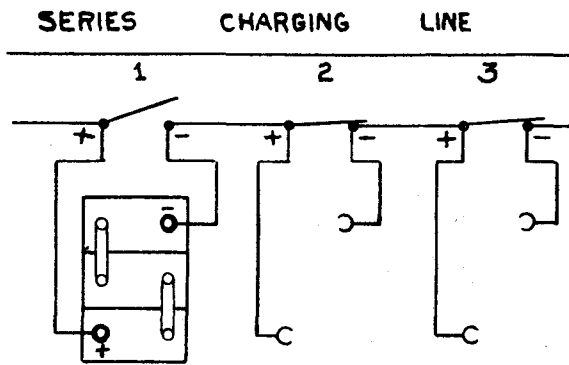 SERIES CHARGING LINE
1 2 3
+ - + - + -
-
+